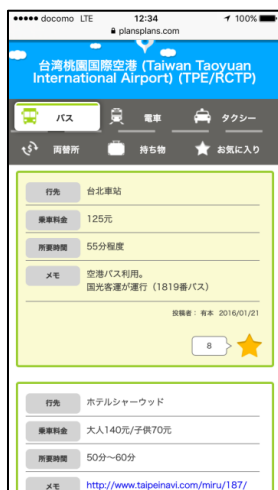 docomo LTE 12:34 100%
plansplans.com
台湾桃園国際空港 (Taiwan Taoyuan
International Airport) (TPE/RCTP)
バス 電車 タクシー
両替所 持ち物 お気に入り
行先 台北車站
乗車料金 125元
所要時間 55分程度
メモ 空港バス利用。
国光客運が運行（1819番バス）
投稿者： 有本 2016/01/21
8
行先 ホテルシャーウッド
乗車料金 大人140元/子供70元
所要時間 50分〜60分
メモ http://www.taipeinavi.com/miru/187/